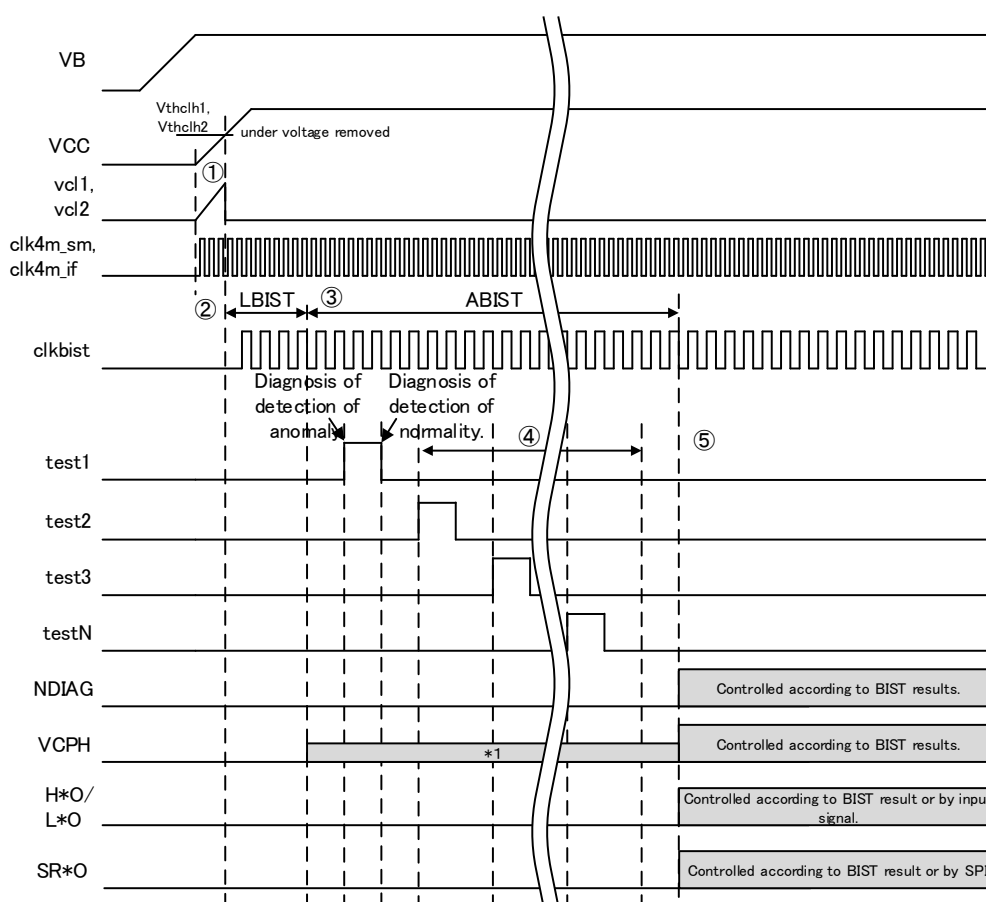 VB
Vthclh1,
Vthclh2
under voltage removed
VCC
①
vcl1,
vcl2
clk4m_sm,
clk4m_if
② LBIST ③ ABIST
clkbist
Diagnosis of
detection of
anomaly.
Diagnosis of
detection of
normality.
④
⑤
test1
test2
test3
testN
NDIAG
Controlled according to BIST results.
VCPH
*1
Controlled according to BIST results.
H*O/
L*O
Controlled according to BIST result or by input
signal.
SR*O
Controlled according to BIST result or by SPI